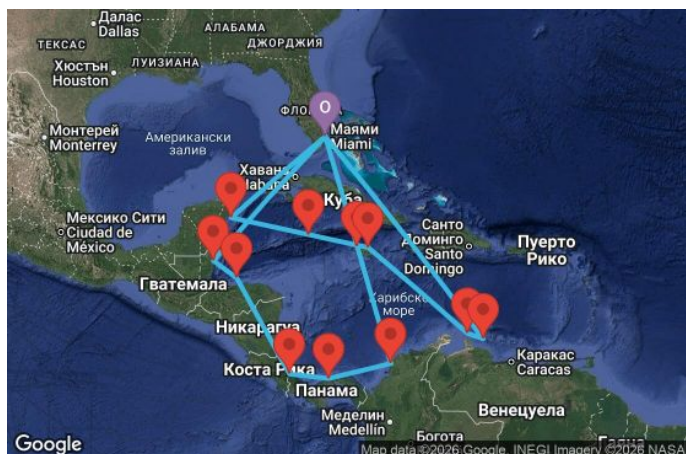 Далас
Dallas
АЛАБАМА
ТЕКСАС
ДЖОРДЖИЯ
Хюстън
Houston
ЛУИЗИАНА
ФЛО
O
Монтерей
Monterrey
Американски
залив
Маями
Miami
Хавана
Habana
Куба
Мексико Сити
Ciudad de
México
Санто
Доминго
Santo
Domingo
Пуерто
Рико
Гватемала
Карибско
море
Никарагуа
Коста Рика
Панама
Каракас
Caracas
Меделин
Medellín
Венецуела
Богота
Google
Map data ©2026 Google, INEGI Imagery ©2026 NASA